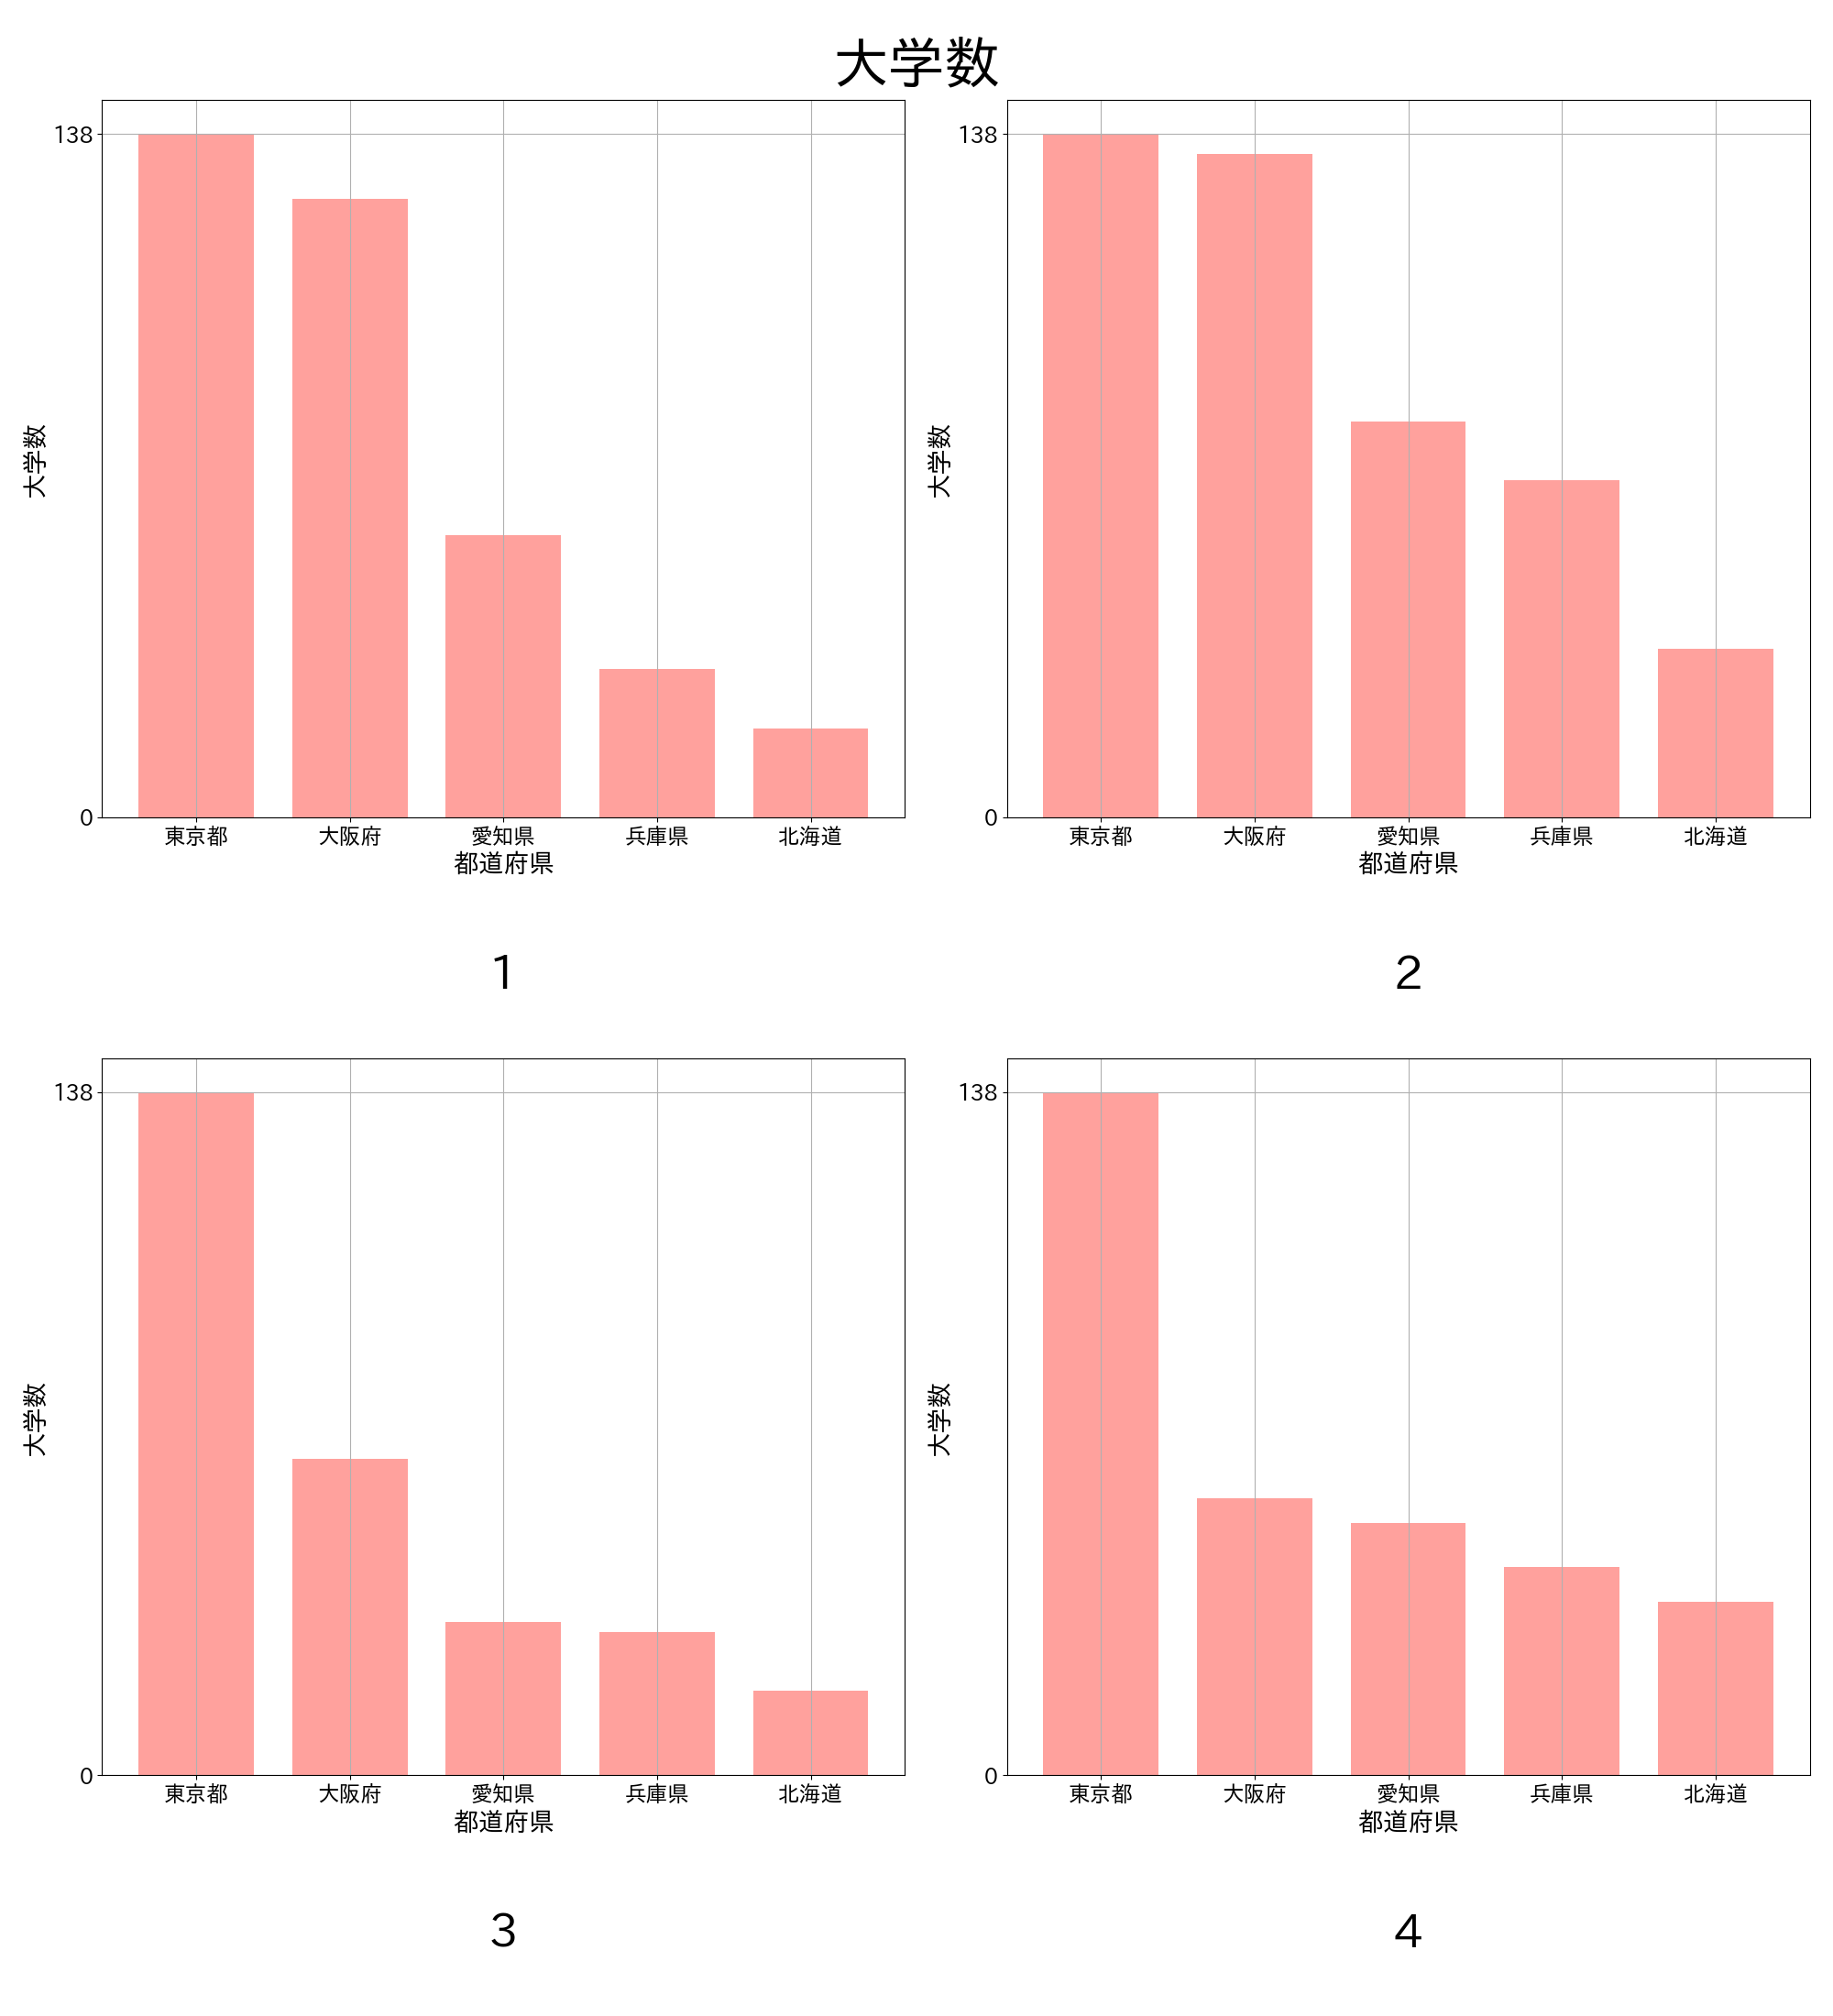 大学数
138
0
大学数
東京都 大阪府 愛知県 兵庫県 北海道
都道府県
1
138
0
大学数
東京都 大阪府 愛知県 兵庫県 北海道
都道府県
2
138
0
大学数
東京都 大阪府 愛知県 兵庫県 北海道
都道府県
3
138
0
大学数
東京都 大阪府 愛知県 兵庫県 北海道
都道府県
4